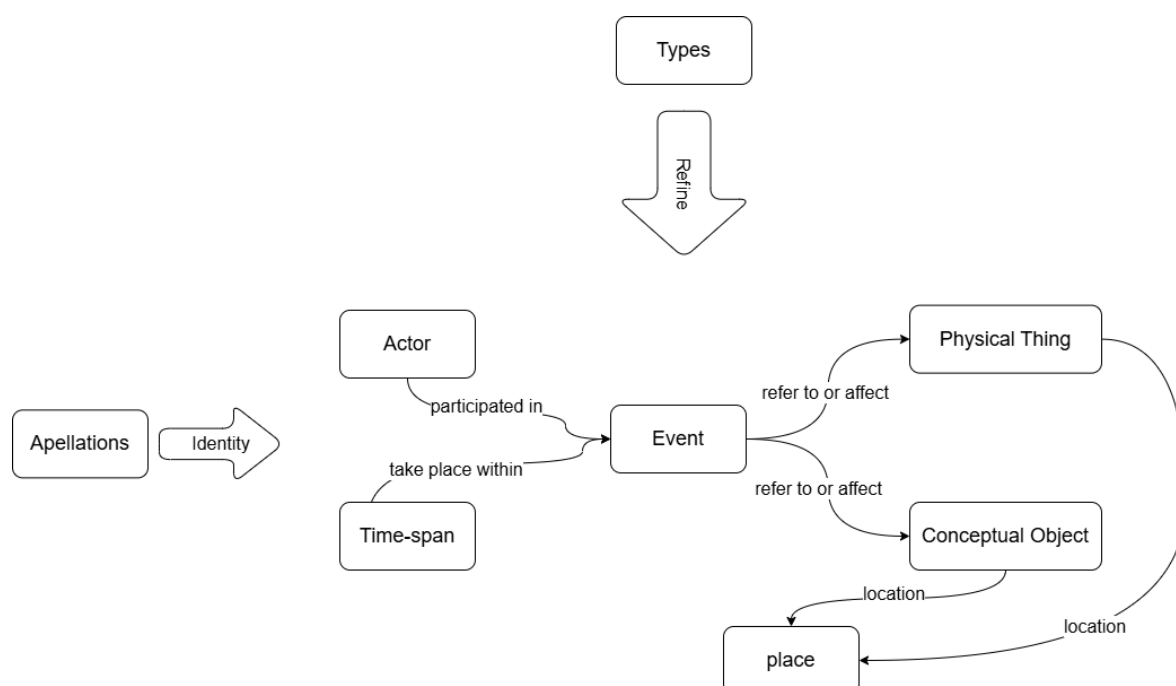 Types
Refine
Actor
Physical Thing
participated in
refer to or affect
Apellations
Identity
Event
take place within
refer to or affect
Time-span
Conceptual Object
location
location
place